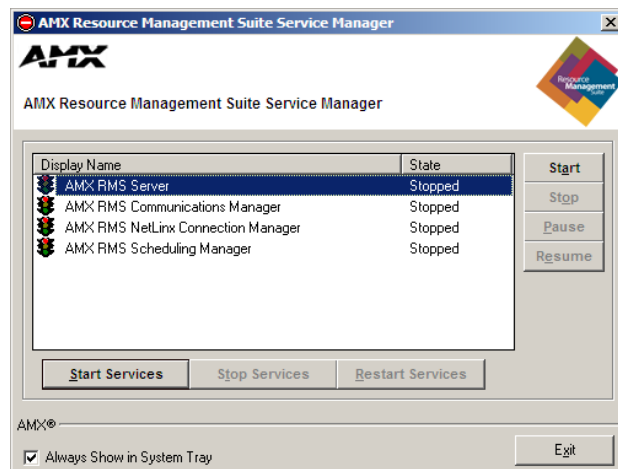 AMX Resource Management Suite Service Manager
AMX
Resource
Management
Suite
AMX Resource Management Suite Service Manager
Display Name State
AMX RMS Server Stopped
AMX RMS Communications Manager Stopped
AMX RMS NetLinx Connection Manager Stopped
AMX RMS Scheduling Manager Stopped
Start
Stop
Pause
Resume
Start Services Stop Services Restart Services
AMX®
Always Show in System Tray
Exit